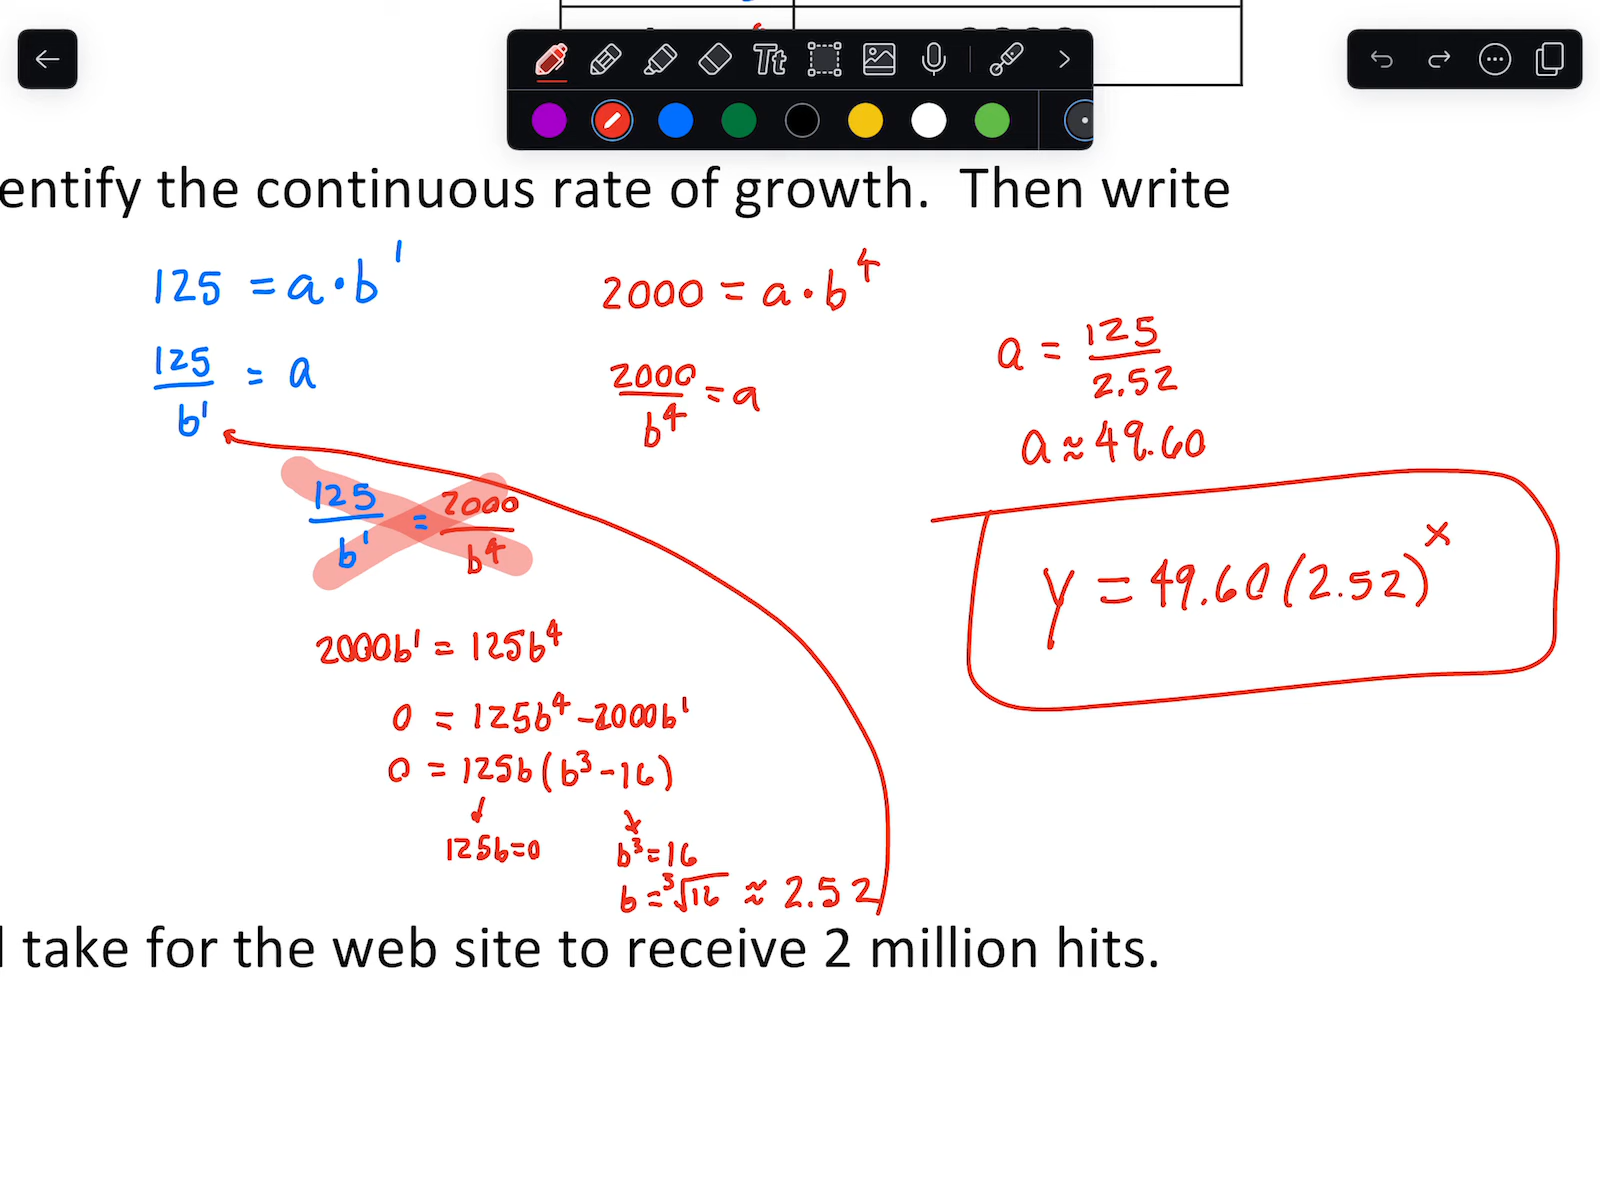 Tt
entify the continuous rate of growth. Then write
125 = a·b¹
125/b¹ = a
2000 = a·b⁴
2000/b⁴ = a
a = 125/2.52
a ≈ 49.60
125/b¹ = 2000/b⁴
y = 49.60(2.52)ˣ
2000b¹ = 125b⁴
0 = 125b⁴-2000b¹
0 = 125b(b³-16)
125b=0
b³=16
b=³√16 ≈ 2.52
take for the web site to receive 2 million hits.